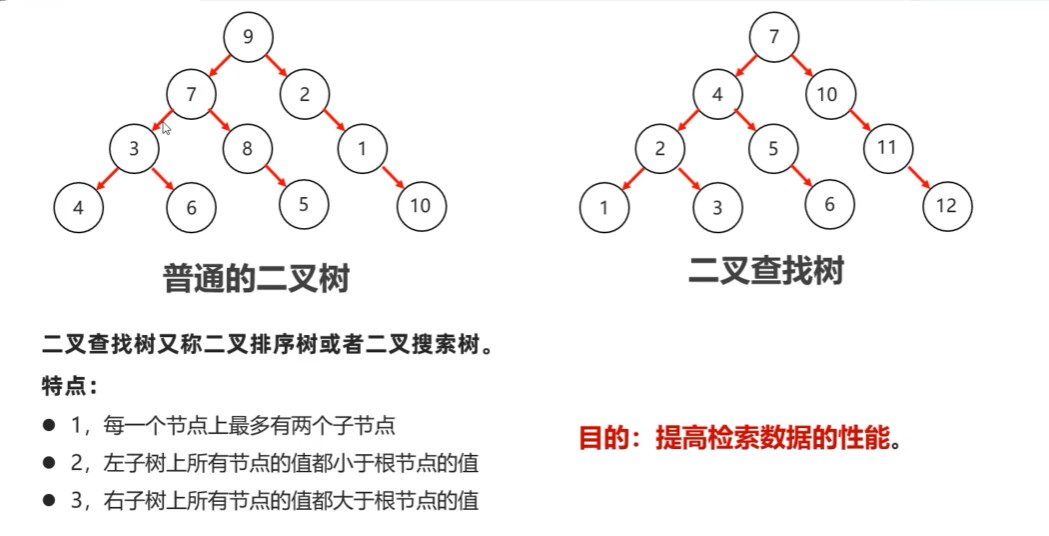 9
7
2
3
8
1
4
6
5
10
普通的二叉树
7
4
10
2
5
11
1
3
6
12
二叉查找树
二叉查找树又称二叉排序树或者二叉搜索树。
特点：
● 1，每一个节点上最多有两个子节点
● 2，左子树上所有节点的值都小于根节点的值
● 3，右子树上所有节点的值都大于根节点的值
目的：提高检索数据的性能。